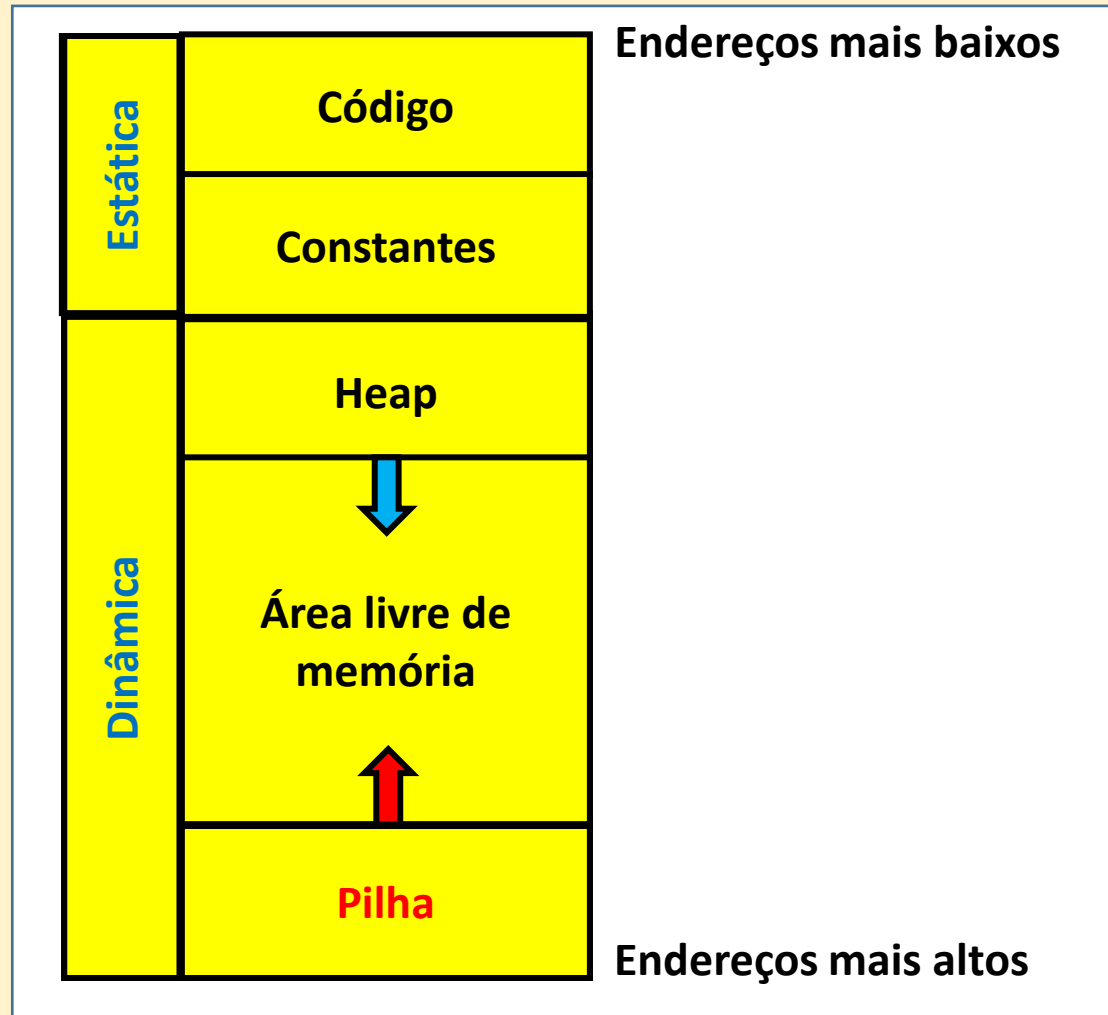 Endereços mais baixos
Estática
Código
Constantes
Dinâmica
Heap
Área livre de
memória
Pilha
Endereços mais altos